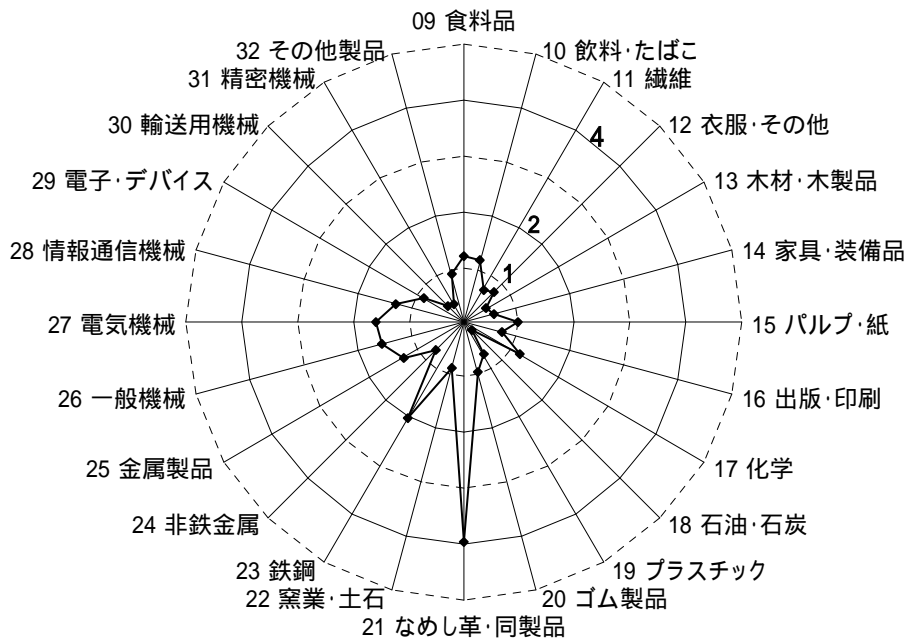 09 食料品
10 飲料・たばこ
11 繊維
12 衣服・その他
13 木材・木製品
14 家具・装備品
15 パルプ・紙
16 出版・印刷
17 化学
18 石油・石炭
19 プラスチック
20 ゴム製品
21 なめし革・同製品
22 窯業・土石
23 鉄鋼
24 非鉄金属
25 金属製品
26 一般機械
27 電気機械
28 情報通信機械
29 電子・デバイス
30 輸送用機械
31 精密機械
32 その他製品
4
2
1